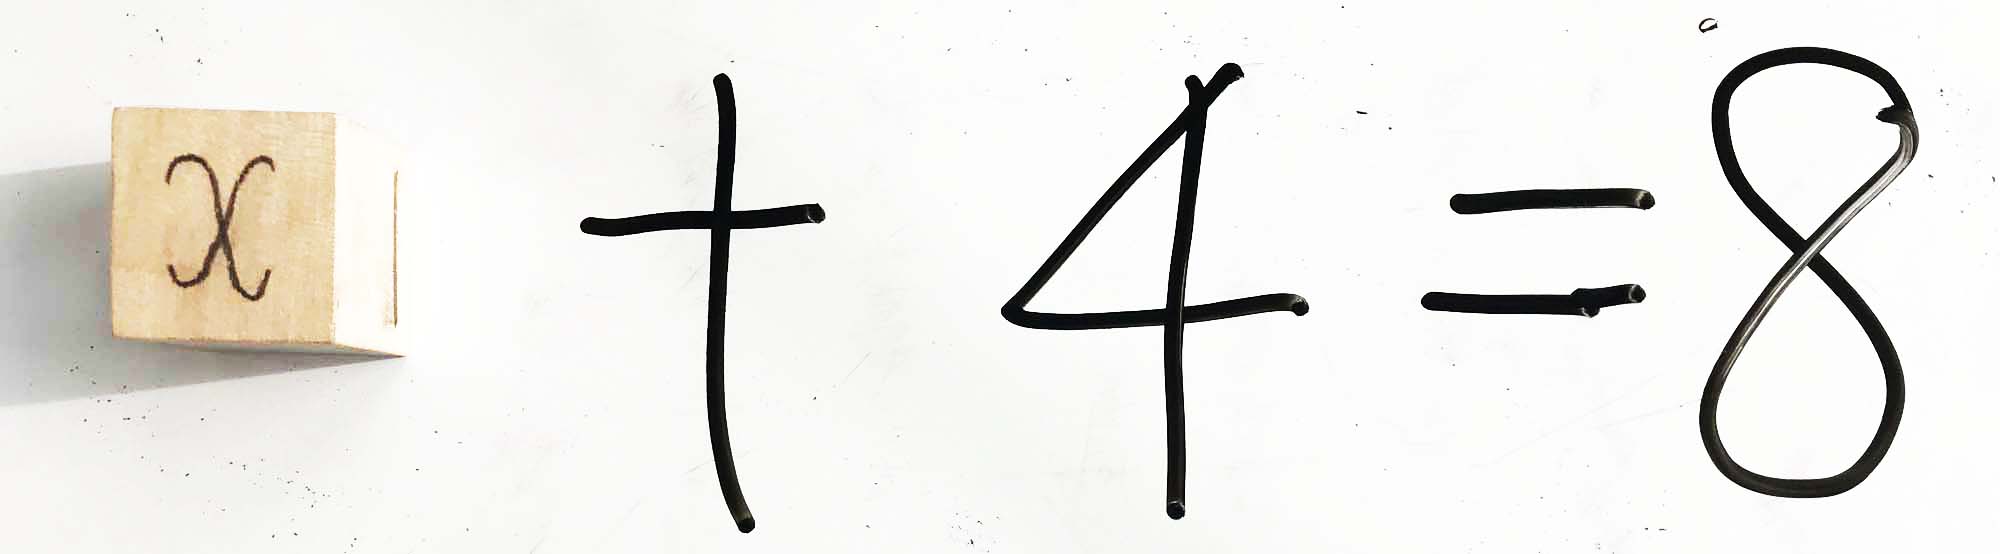 x + 4 = 8